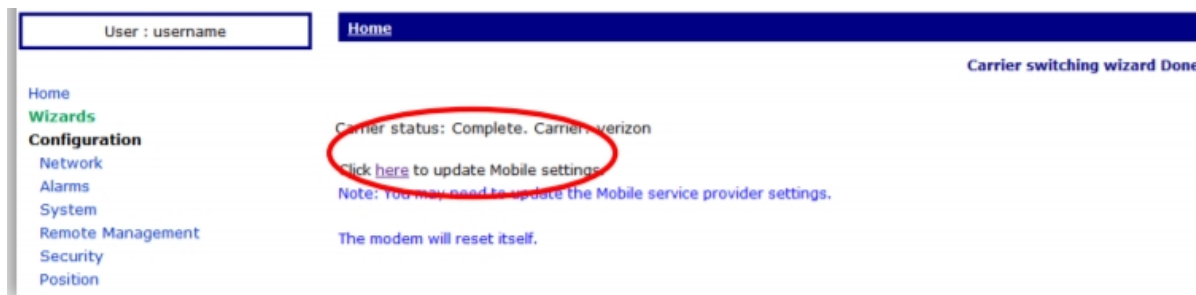 User : username
Home
Carrier switching wizard Done
Home
Wizards
Configuration
Network
Alarms
System
Remote Management
Security
Position
Carrier status: Complete. Carrier: verizon
Click here to update Mobile settings.
Note: You may need to update the Mobile service provider settings.
The modem will reset itself.